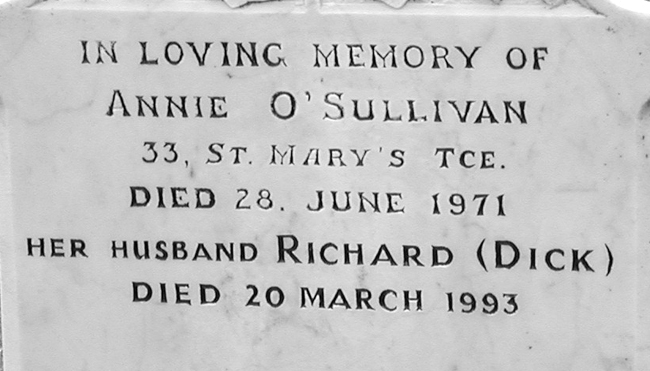 IN LOVING MEMORY OF
ANNIE O'SULLIVAN
33, ST. MARY'S TCE.
DIED 28. JUNE 1971
HER HUSBAND RICHARD (DICK)
DIED 20 MARCH 1993